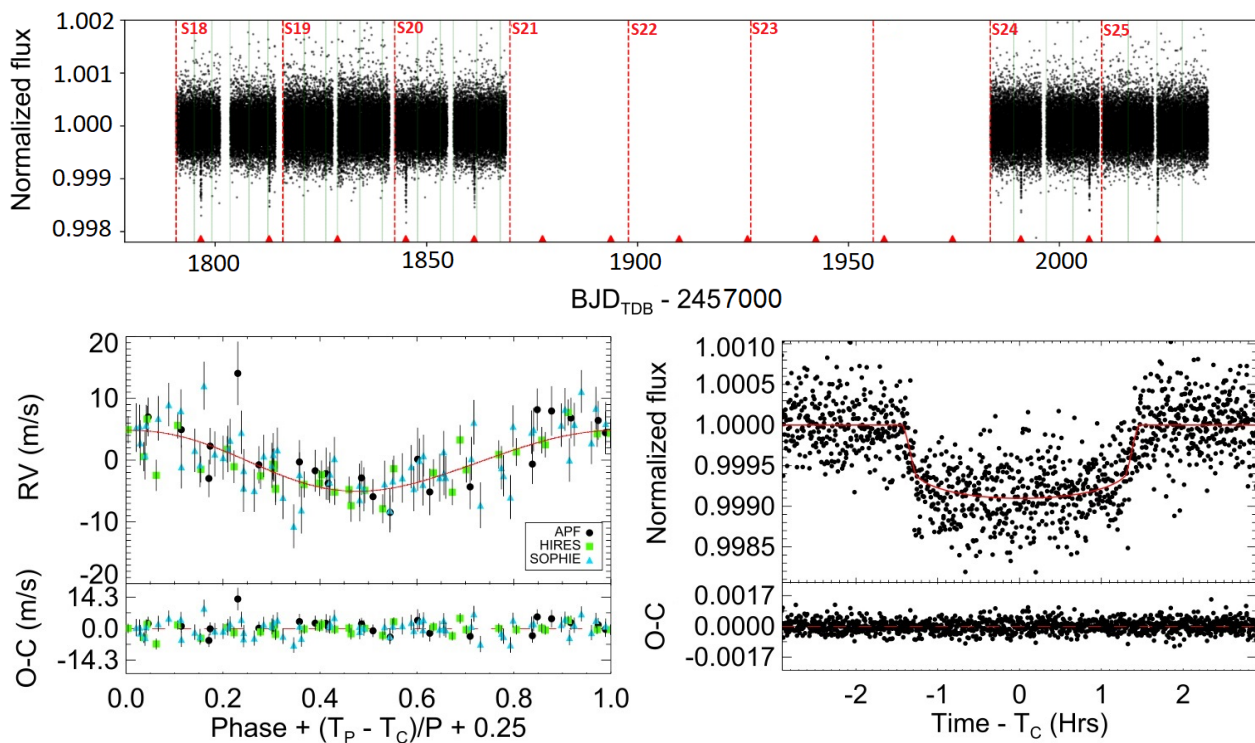 1.002
1.001
1.000
0.999
0.998
Normalized flux
S18 S19 S20 S21 S22 S23 S24 S25
1800 1850 1900 1950 2000
BJD_TDB - 2457000
20
10
0
-10
-20
RV (m/s)
APF
HIRES
SOPHIE
14.3
0.0
-14.3
O-C (m/s)
0.0 0.2 0.4 0.6 0.8 1.0
Phase + (T_P - T_C)/P + 0.25
1.0010
1.0005
1.0000
0.9995
0.9990
0.9985
Normalized flux
0.0017
0.0000
-0.0017
O-C
-2 -1 0 1 2
Time - T_C (Hrs)